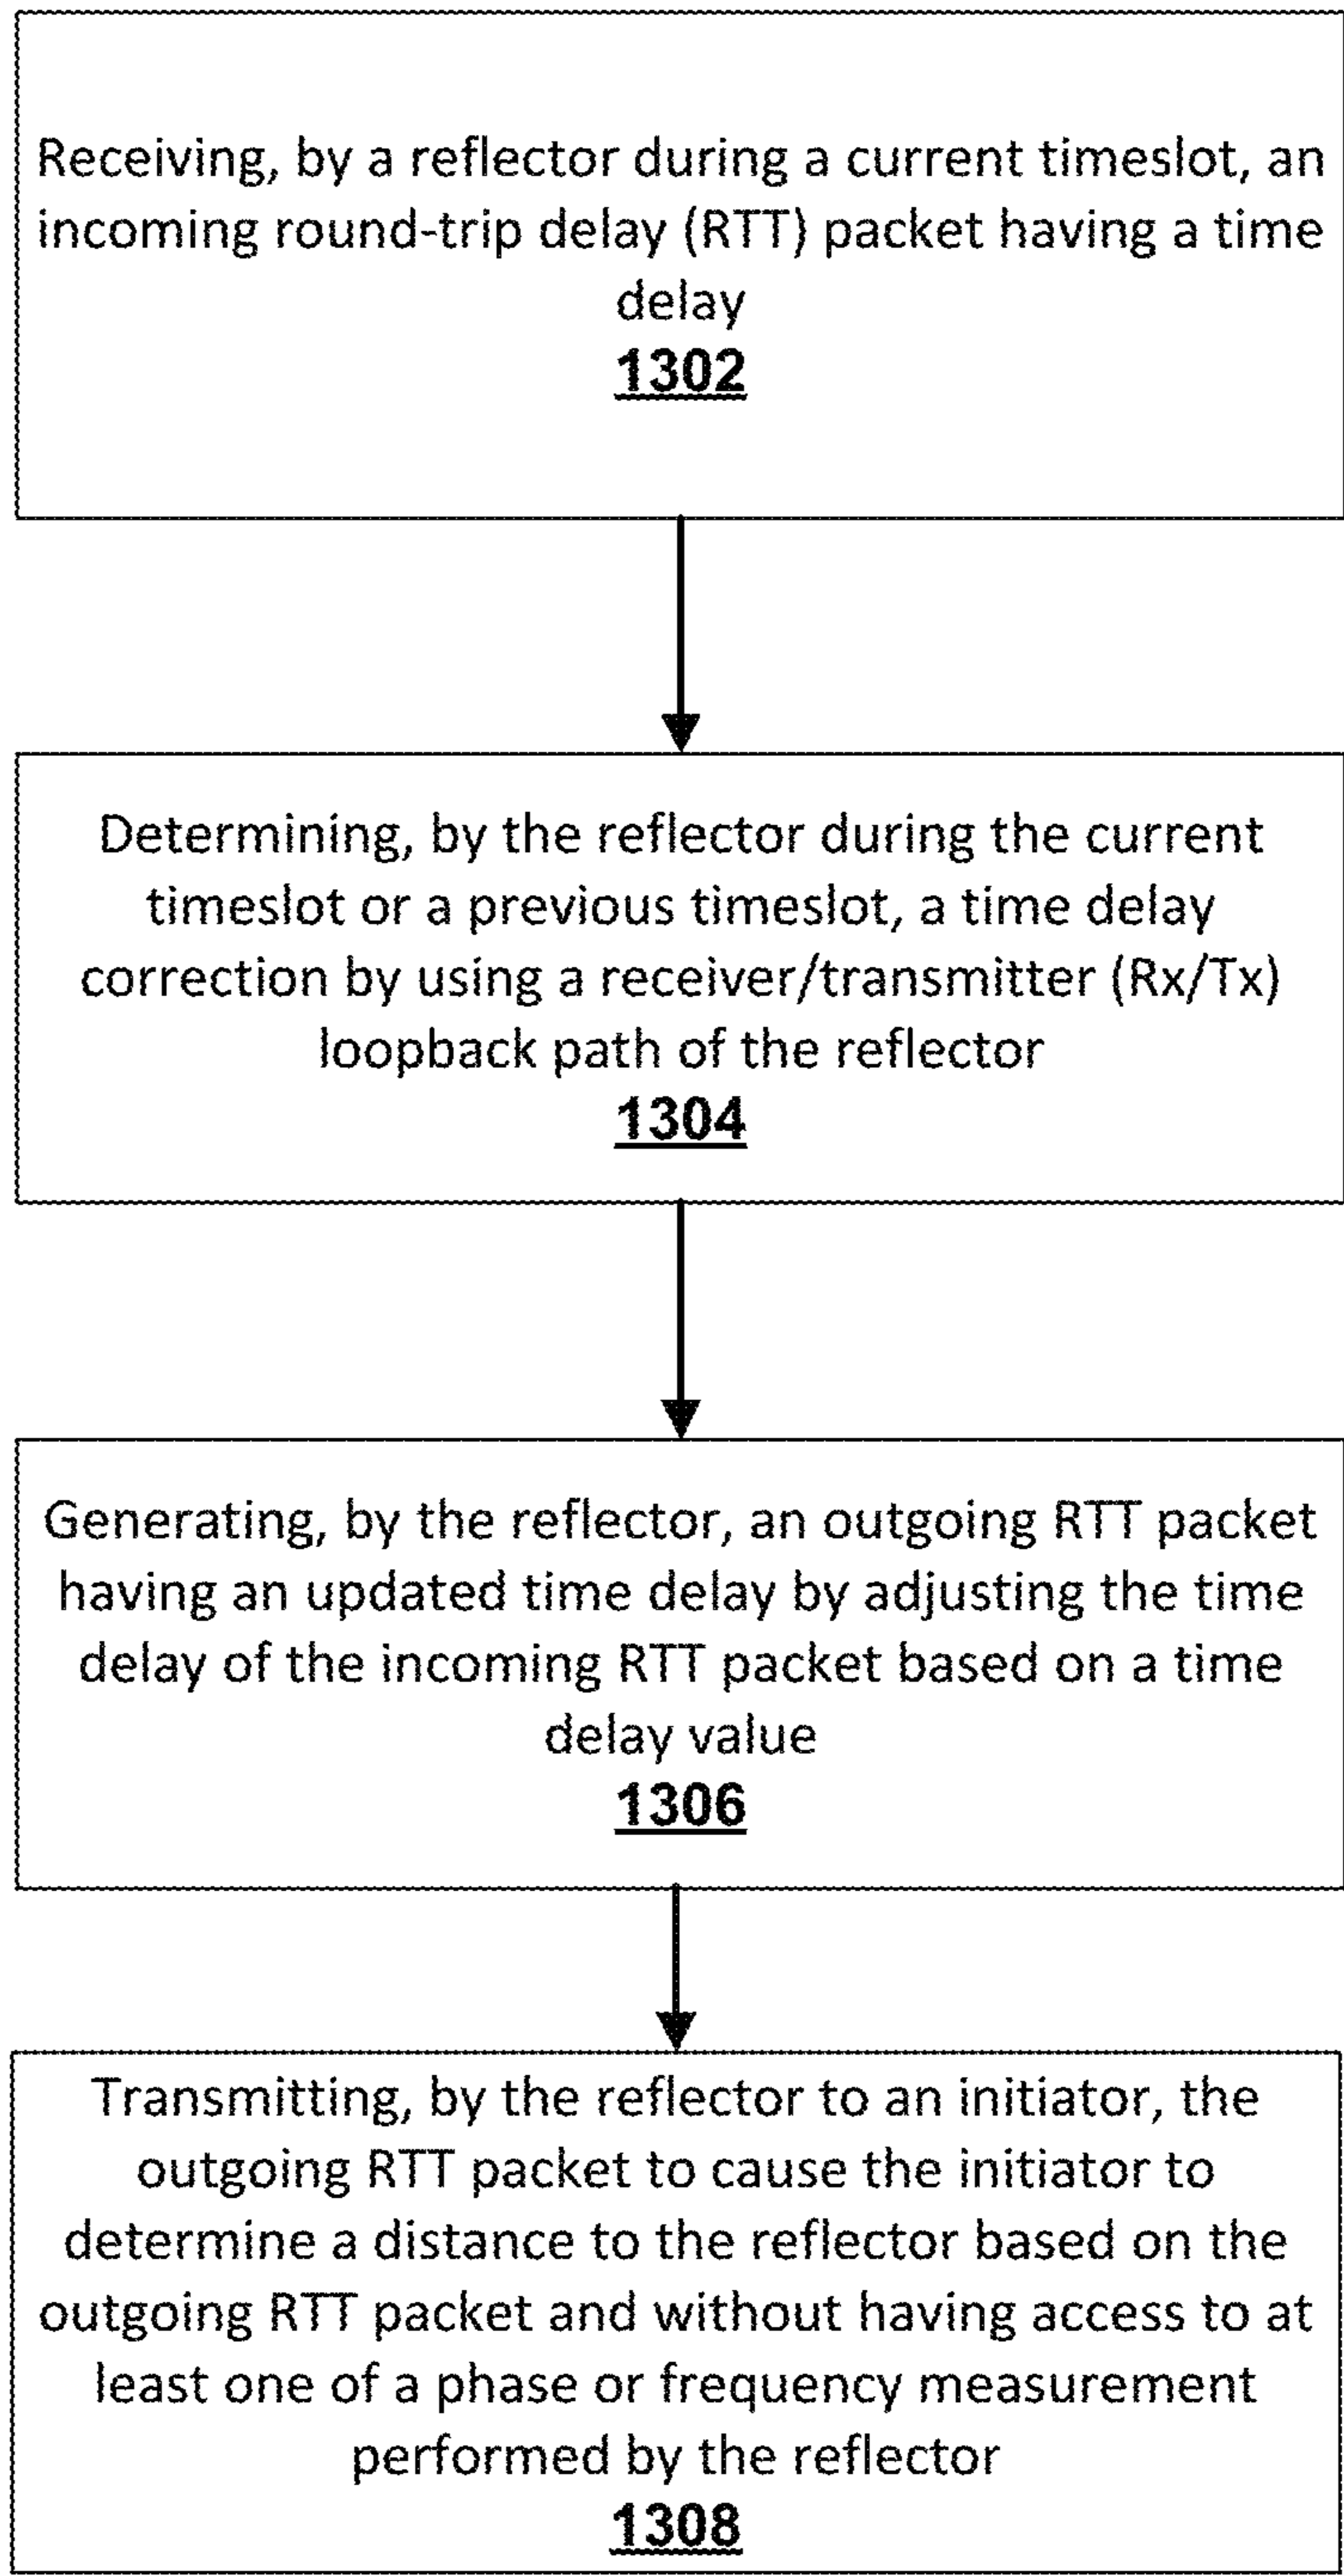 Receiving, by a reflector during a current timeslot, an
incoming round-trip delay (RTT) packet having a time
delay
1302
Determining, by the reflector during the current
timeslot or a previous timeslot, a time delay
correction by using a receiver/transmitter (Rx/Tx)
loopback path of the reflector
1304
Generating, by the reflector, an outgoing RTT packet
having an updated time delay by adjusting the time
delay of the incoming RTT packet based on a time
delay value
1306
Transmitting, by the reflector to an initiator, the
outgoing RTT packet to cause the initiator to
determine a distance to the reflector based on the
outgoing RTT packet and without having access to at
least one of a phase or frequency measurement
performed by the reflector
1308